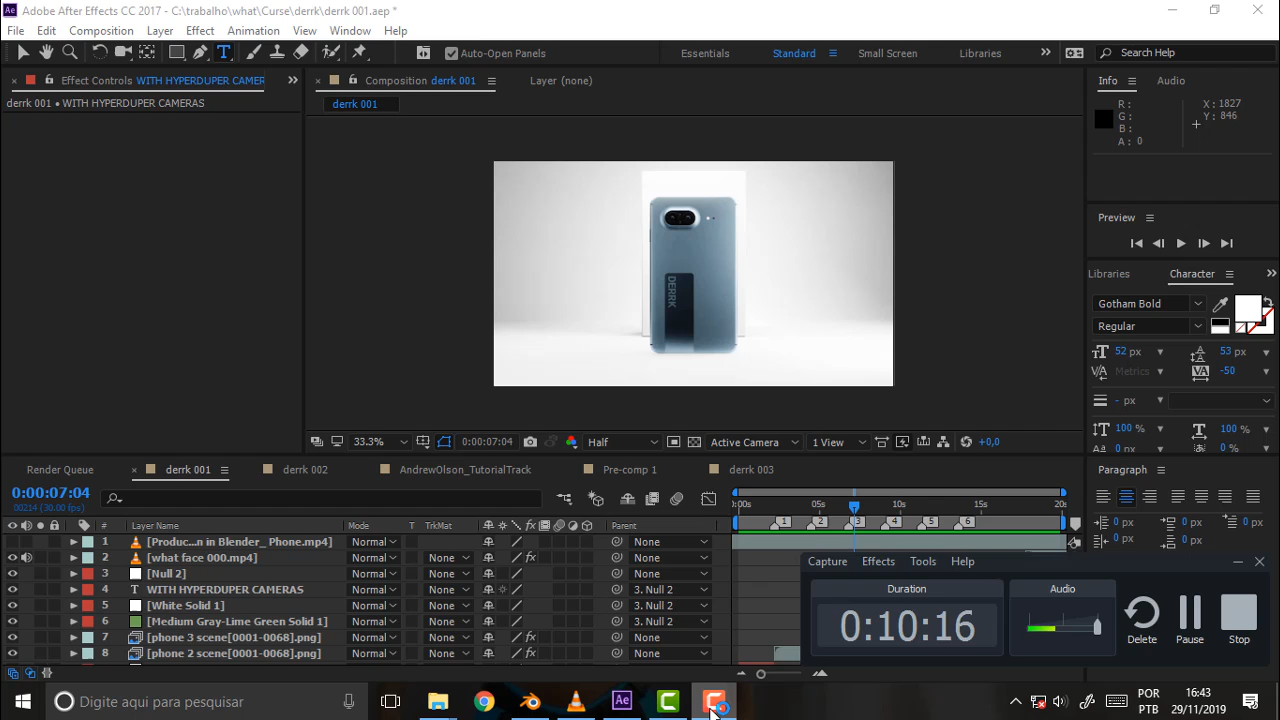 Adobe After Effects CC 2017 - C:\trabalho\what\Curse\derrk\derrk 001.aep *
File Edit Composition Layer Effect Animation View Window Help
Auto-Open Panels Essentials Standard Small Screen Libraries Search Help
Effect Controls WITH HYPERDUPER CAMER
derrk 001 • WITH HYPERDUPER CAMERAS
Composition derrk 001
Layer (none)
derrk 001
Info Audio
R:
G:
B:
A: 0
X: 1827
Y: 846
DERRK
Preview
Libraries Character
Gotham Bold
Regular
52 px 53 px
Metrics -50
- px
100 % 100 %
0 px 0 %
33.3% 0:00:07:04 Half Active Camera 1 View +0,0
Render Queue derrk 001 derrk 002 AndrewOlson_TutorialTrack Pre-comp 1 derrk 003
Paragraph
0:00:07:04
00214 (30.00 fps)
:00s 05s 10s 15s 20s
1 2 3 4 5 6
0 px 0 px 0 px
0 px 0 px
# Layer Name Mode TrkMat Parent
1 [Produc...n in Blender_ Phone.mp4] Normal None
2 [what face 000.mp4] Normal None None
3 [Null 2] Normal None None
4 T WITH HYPERDUPER CAMERAS Normal None 3. Null 2
5 [White Solid 1] Normal None 3. Null 2
6 [Medium Gray-Lime Green Solid 1] Normal None 3. Null 2
7 [phone 3 scene[0001-0068].png] Normal None None
8 [phone 2 scene[0001-0068].png] Normal None None
Capture Effects Tools Help
Duration
0:10:16
Audio
Delete Pause Stop
Digite aqui para pesquisar
POR
PTB
16:43
29/11/2019